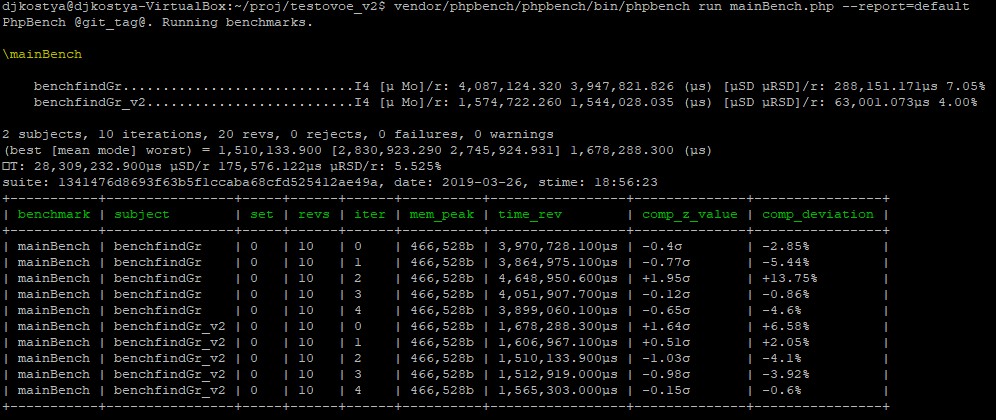 djkostya@djkostya-VirtualBox:~/proj/testovoe_v2$ vendor/phpbench/phpbench/bin/phpbench run mainBench.php --report=default
PhpBench @git_tag@. Running benchmarks.
\mainBench
benchfindGr.............................I4 [μ Mo]/r: 4,087,124.320 3,947,821.826 (μs) [μSD μRSD]/r: 288,151.171μs 7.05%
benchfindGr_v2..........................I4 [μ Mo]/r: 1,574,722.260 1,544,028.035 (μs) [μSD μRSD]/r: 63,001.073μs 4.00%
2 subjects, 10 iterations, 20 revs, 0 rejects, 0 failures, 0 warnings
(best [mean mode] worst) = 1,510,133.900 [2,830,923.290 2,745,924.931] 1,678,288.300 (μs)
□T: 28,309,232.900μs μSD/r 175,576.122μs μRSD/r: 5.525%
suite: 1341476d8693f63b5f1ccaba68cfd525412ae49a, date: 2019-03-26, stime: 18:56:23
+-----------+----------------+-----+------+------+----------+-----------------+--------------+----------------+
| benchmark | subject | set | revs | iter | mem_peak | time_rev | comp_z_value | comp_deviation |
+-----------+----------------+-----+------+------+----------+-----------------+--------------+----------------+
| mainBench | benchfindGr | 0 | 10 | 0 | 466,528b | 3,970,728.100μs | -0.4σ | -2.85% |
| mainBench | benchfindGr | 0 | 10 | 1 | 466,528b | 3,864,975.100μs | -0.77σ | -5.44% |
| mainBench | benchfindGr | 0 | 10 | 2 | 466,528b | 4,648,950.600μs | +1.95σ | +13.75% |
| mainBench | benchfindGr | 0 | 10 | 3 | 466,528b | 4,051,907.700μs | -0.12σ | -0.86% |
| mainBench | benchfindGr | 0 | 10 | 4 | 466,528b | 3,899,060.100μs | -0.65σ | -4.6% |
| mainBench | benchfindGr_v2 | 0 | 10 | 0 | 466,528b | 1,678,288.300μs | +1.64σ | +6.58% |
| mainBench | benchfindGr_v2 | 0 | 10 | 1 | 466,528b | 1,606,967.100μs | +0.51σ | +2.05% |
| mainBench | benchfindGr_v2 | 0 | 10 | 2 | 466,528b | 1,510,133.900μs | -1.03σ | -4.1% |
| mainBench | benchfindGr_v2 | 0 | 10 | 3 | 466,528b | 1,512,919.000μs | -0.98σ | -3.92% |
| mainBench | benchfindGr_v2 | 0 | 10 | 4 | 466,528b | 1,565,303.000μs | -0.15σ | -0.6% |
+-----------+----------------+-----+------+------+----------+-----------------+--------------+----------------+